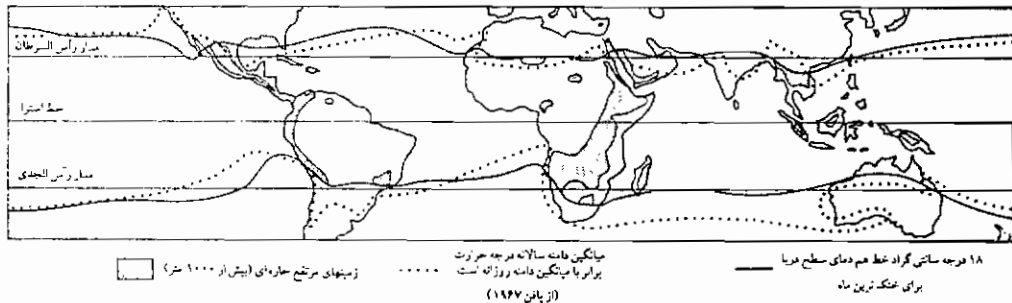 مدار رأس السرطان
خط استوا
مدار رأس الجدی
۱۸ درجه سانتی گراد خط هم دمای سطح دریا
برای خنک ترین ماه
میانگین دامنه سالانه درجه حرارت
برابر با میانگین دامنه روزانه است
(از یافن ۱۹۶۷)
زمینهای مرتفع حاره ای (بیش از ۱۰۰۰ متر)